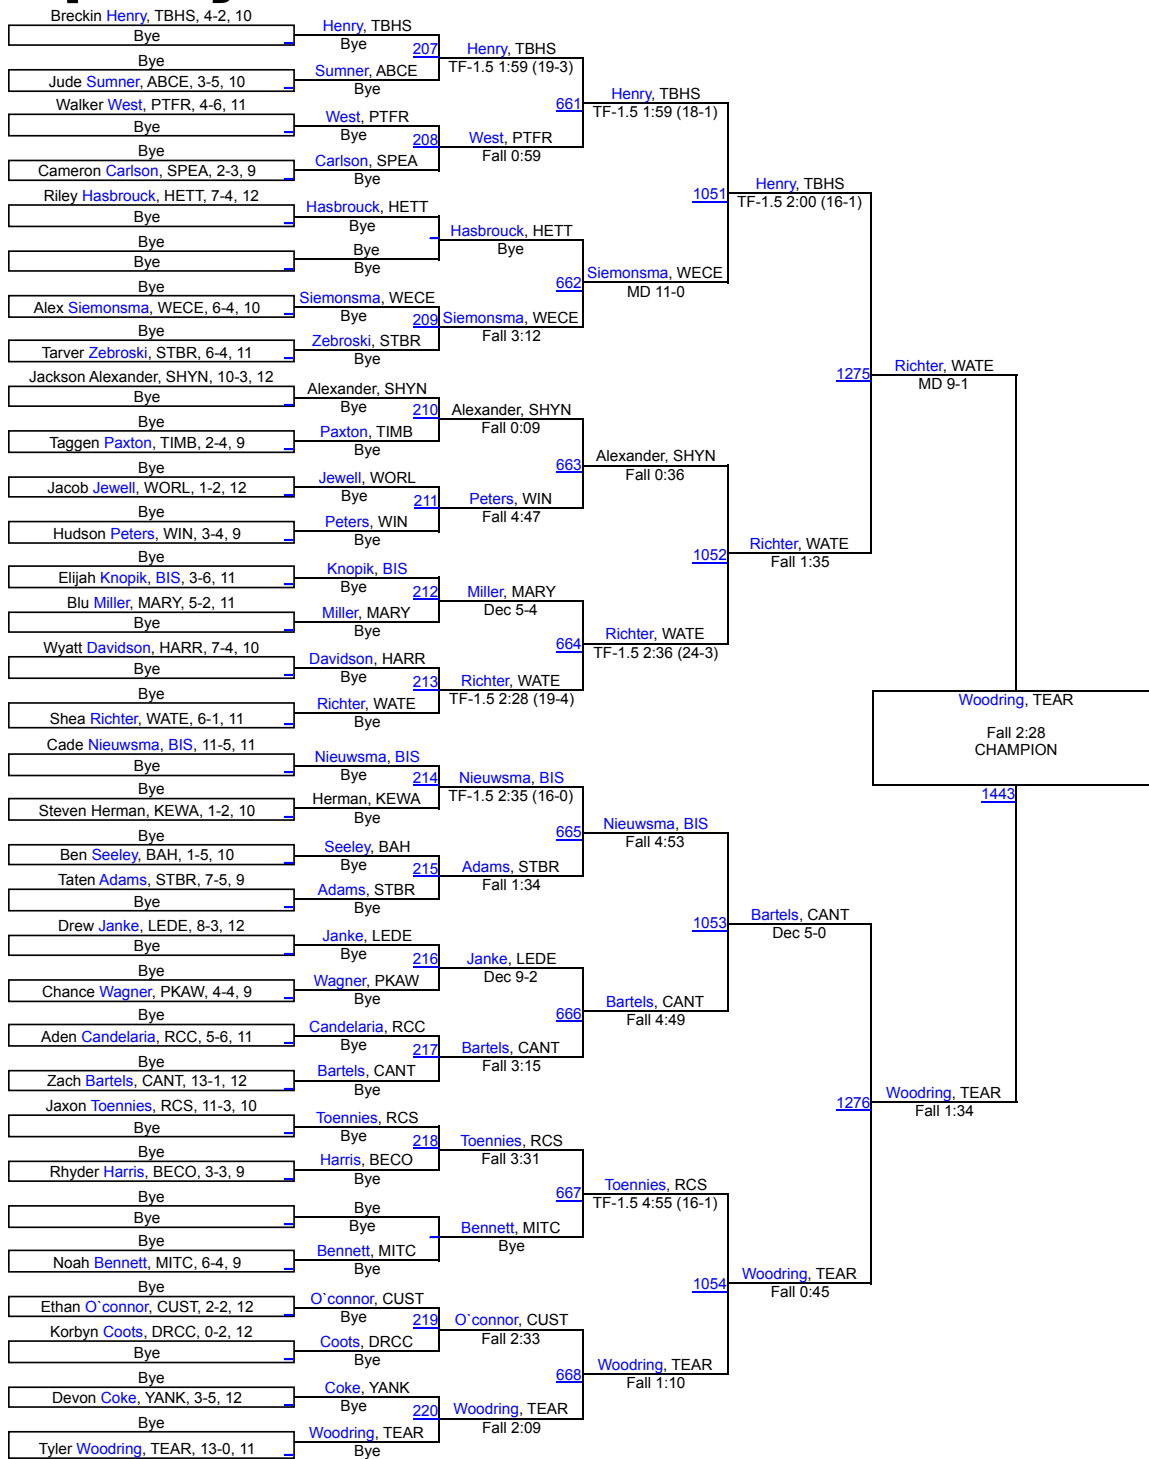 Breckin Henry, TBHS, 4-2, 10
Bye
Bye
Jude Sumner, ABCE, 3-5, 10
Walker West, PTFR, 4-6, 11
Bye
Bye
Cameron Carlson, SPEA, 2-3, 9
Riley Hasbrouck, HETT, 7-4, 12
Bye
Bye
Bye
Bye
Alex Siemonsma, WECE, 6-4, 10
Bye
Tarver Zebroski, STBR, 6-4, 11
Jackson Alexander, SHYN, 10-3, 12
Bye
Bye
Taggen Paxton, TIMB, 2-4, 9
Bye
Jacob Jewell, WORL, 1-2, 12
Bye
Hudson Peters, WIN, 3-4, 9
Bye
Elijah Knopik, BIS, 3-6, 11
Blu Miller, MARY, 5-2, 11
Bye
Wyatt Davidson, HARR, 7-4, 10
Bye
Bye
Shea Richter, WATE, 6-1, 11
Cade Nieuwsma, BIS, 11-5, 11
Bye
Bye
Steven Herman, KEWA, 1-2, 10
Bye
Ben Seeley, BAH, 1-5, 10
Taten Adams, STBR, 7-5, 9
Bye
Drew Janke, LEDE, 8-3, 12
Bye
Bye
Chance Wagner, PKAW, 4-4, 9
Bye
Aden Candelaria, RCC, 5-6, 11
Bye
Zach Bartels, CANT, 13-1, 12
Jaxon Toennies, RCS, 11-3, 10
Bye
Bye
Rhyder Harris, BECO, 3-3, 9
Bye
Bye
Bye
Noah Bennett, MITC, 6-4, 9
Bye
Ethan O`connor, CUST, 2-2, 12
Korbyn Coots, DRCC, 0-2, 12
Bye
Bye
Devon Coke, YANK, 3-5, 12
Bye
Tyler Woodring, TEAR, 13-0, 11
Henry, TBHS
Bye
207
Sumner, ABCE
Bye
West, PTFR
Bye
208
Carlson, SPEA
Bye
Hasbrouck, HETT
Bye
Bye
Bye
Siemonsma, WECE
Bye
209
Zebroski, STBR
Bye
Alexander, SHYN
Bye
210
Paxton, TIMB
Bye
Jewell, WORL
Bye
211
Peters, WIN
Bye
Knopik, BIS
Bye
212
Miller, MARY
Bye
Davidson, HARR
Bye
213
Richter, WATE
Bye
Nieuwsma, BIS
Bye
214
Herman, KEWA
Bye
Seeley, BAH
Bye
215
Adams, STBR
Bye
Janke, LEDE
Bye
216
Wagner, PKAW
Bye
Candelaria, RCC
Bye
217
Bartels, CANT
Bye
Toennies, RCS
Bye
218
Harris, BECO
Bye
Bye
Bye
Bennett, MITC
Bye
O`connor, CUST
Bye
219
Coots, DRCC
Bye
Coke, YANK
Bye
220
Woodring, TEAR
Bye
Henry, TBHS
TF-1.5 1:59 (19-3)
661
West, PTFR
Fall 0:59
Hasbrouck, HETT
Bye
662
Siemonsma, WECE
Fall 3:12
Alexander, SHYN
Fall 0:09
663
Peters, WIN
Fall 4:47
Miller, MARY
Dec 5-4
664
Richter, WATE
TF-1.5 2:28 (19-4)
Nieuwsma, BIS
TF-1.5 2:35 (16-0)
665
Adams, STBR
Fall 1:34
Janke, LEDE
Dec 9-2
666
Bartels, CANT
Fall 3:15
Toennies, RCS
Fall 3:31
667
Bennett, MITC
Bye
O`connor, CUST
Fall 2:33
668
Woodring, TEAR
Fall 2:09
Henry, TBHS
TF-1.5 1:59 (18-1)
1051
Siemonsma, WECE
MD 11-0
Alexander, SHYN
Fall 0:36
1052
Richter, WATE
TF-1.5 2:36 (24-3)
Nieuwsma, BIS
Fall 4:53
1053
Bartels, CANT
Fall 4:49
Toennies, RCS
TF-1.5 4:55 (16-1)
1054
Woodring, TEAR
Fall 1:10
Henry, TBHS
TF-1.5 2:00 (16-1)
1275
Richter, WATE
Fall 1:35
Bartels, CANT
Dec 5-0
1276
Woodring, TEAR
Fall 0:45
Richter, WATE
MD 9-1
Woodring, TEAR
Fall 1:34
Woodring, TEAR
Fall 2:28
CHAMPION
1443